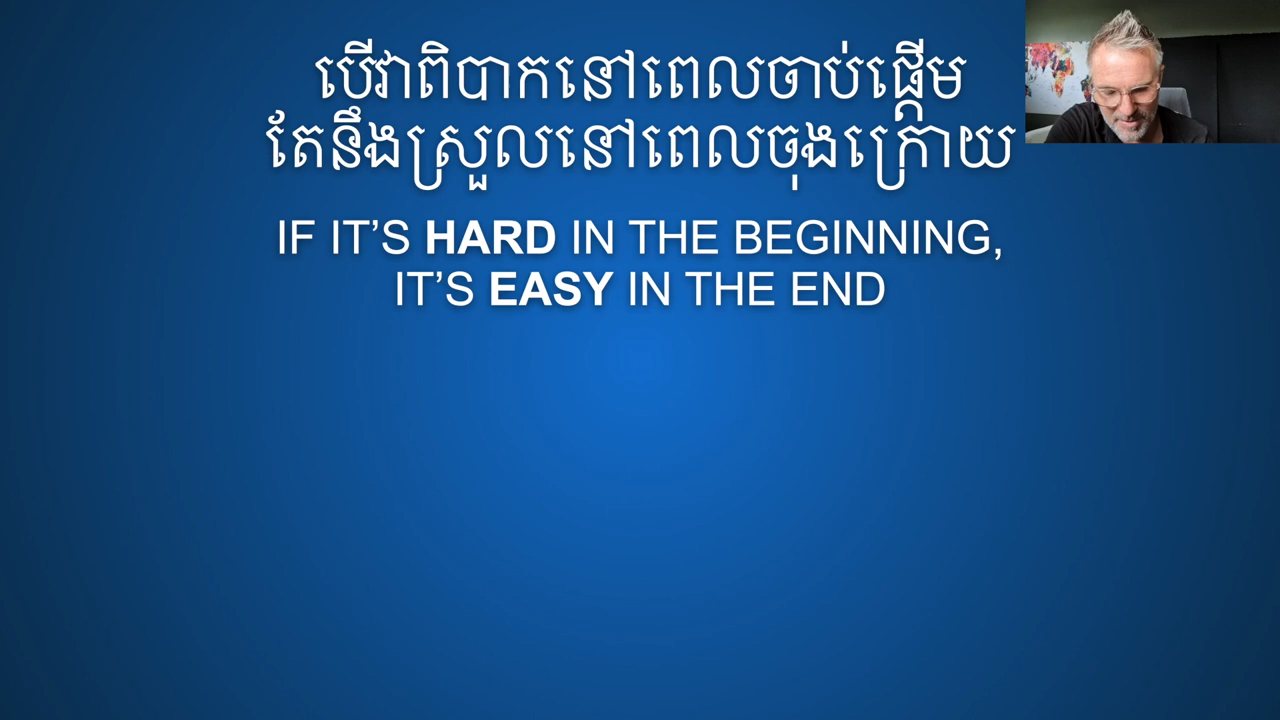 បើវាពិបាកនៅពេលចាប់ផ្ដើម
តែនឹងស្រួលនៅពេលចុងក្រោយ
IF IT’S HARD IN THE BEGINNING,
IT’S EASY IN THE END